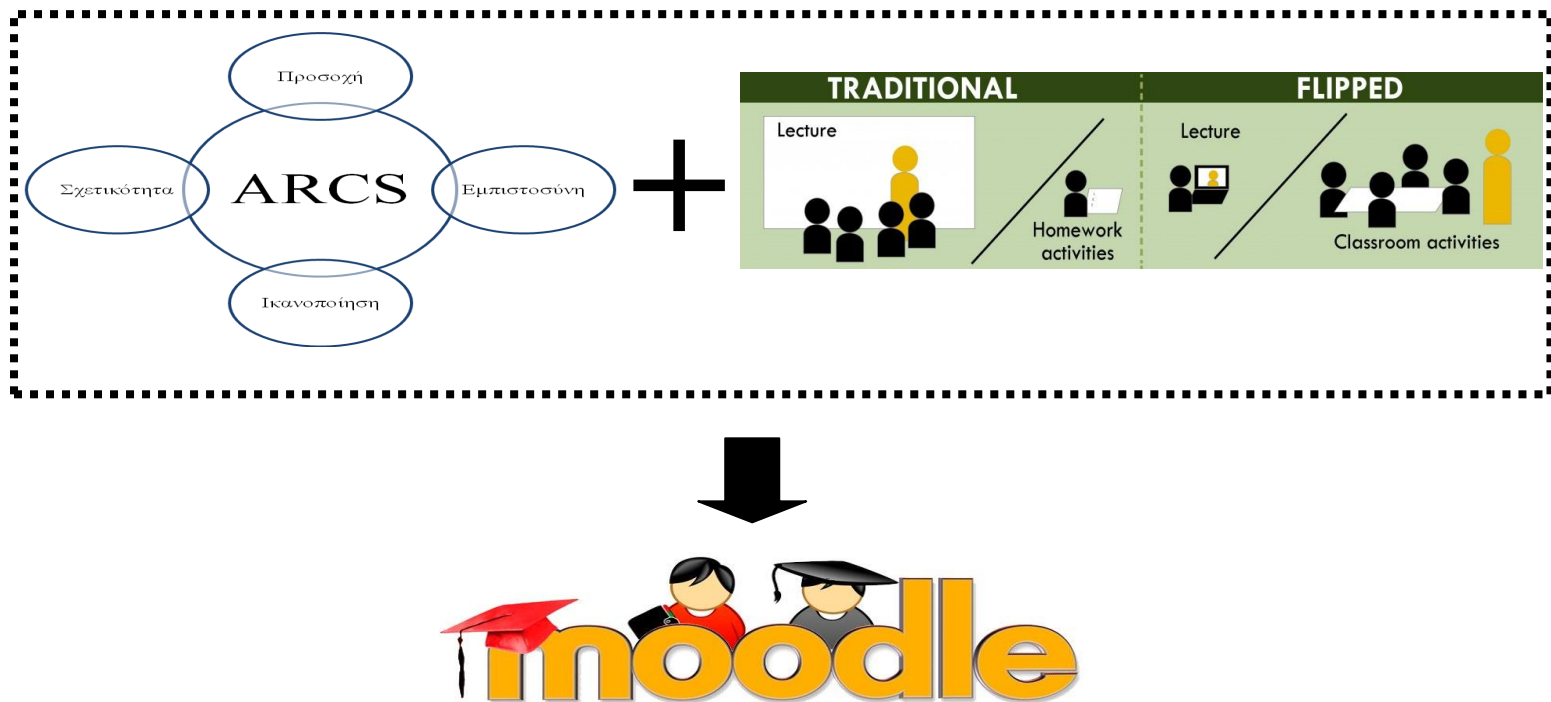 Προσοχή
Σχετικότητα
ARCS
Εμπιστοσύνη
Ικανοποίηση
+
TRADITIONAL
FLIPPED
Lecture
Homework
activities
Lecture
Classroom activities
moodle